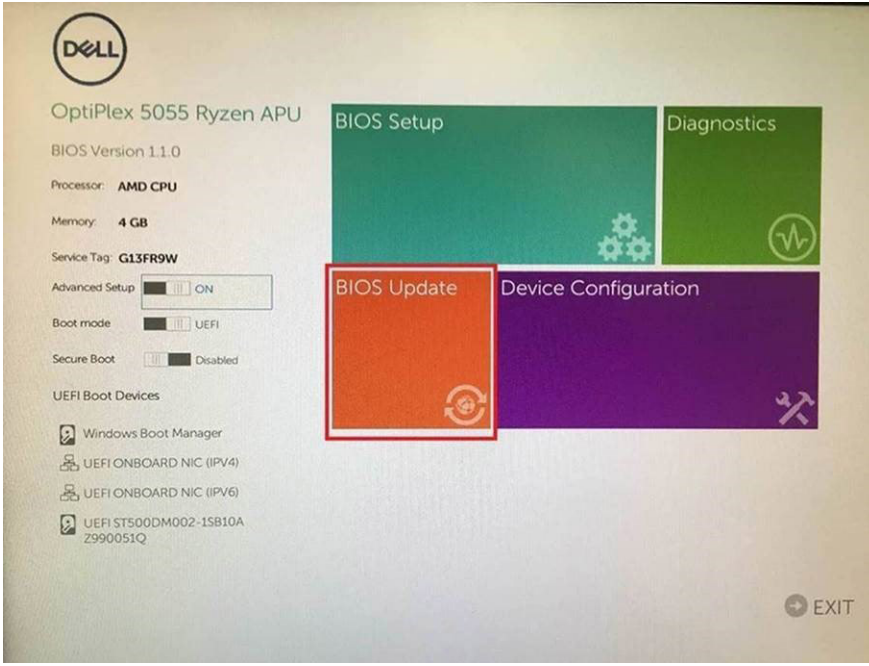 DELL
OptiPlex 5055 Ryzen APU
BIOS Version 1.1.0
Processor: AMD CPU
Memory: 4 GB
Service Tag: G13FR9W
Advanced Setup ON
Boot mode UEFI
Secure Boot Disabled
UEFI Boot Devices
Windows Boot Manager
UEFI ONBOARD NIC (IPV4)
UEFI ONBOARD NIC (IPV6)
UEFI ST500DM002-1SB10A
Z990051Q
BIOS Setup
Diagnostics
BIOS Update
Device Configuration
EXIT